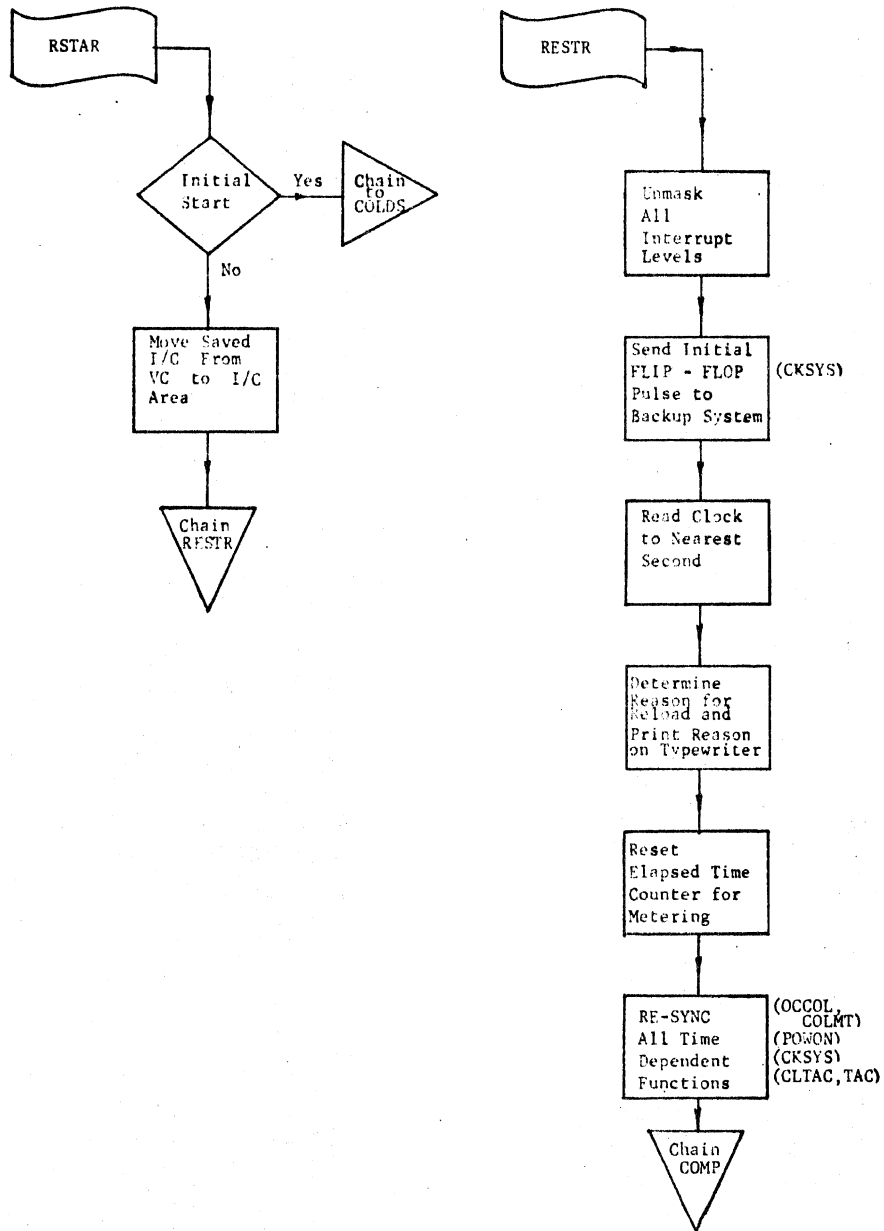 RSTAR
Initial
Start
Yes
Chain
to
COLDS
No
Move Saved
I/C From
VC to I/C
Area
Chain
RESTR
RESTR
Unmask
All
Interrupt
Levels
Send Initial
FLIP - FLOP
Pulse to
Backup System
(CKSYS)
Read Clock
to Nearest
Second
Determine
Reason for
Reload and
Print Reason
on Typewriter
Reset
Elapsed Time
Counter for
Metering
RE-SYNC
All Time
Dependent
Functions
(OCCOL,
COLMT)
(POWON)
(CKSYS)
(CLTAC,TAC)
Chain
COMP